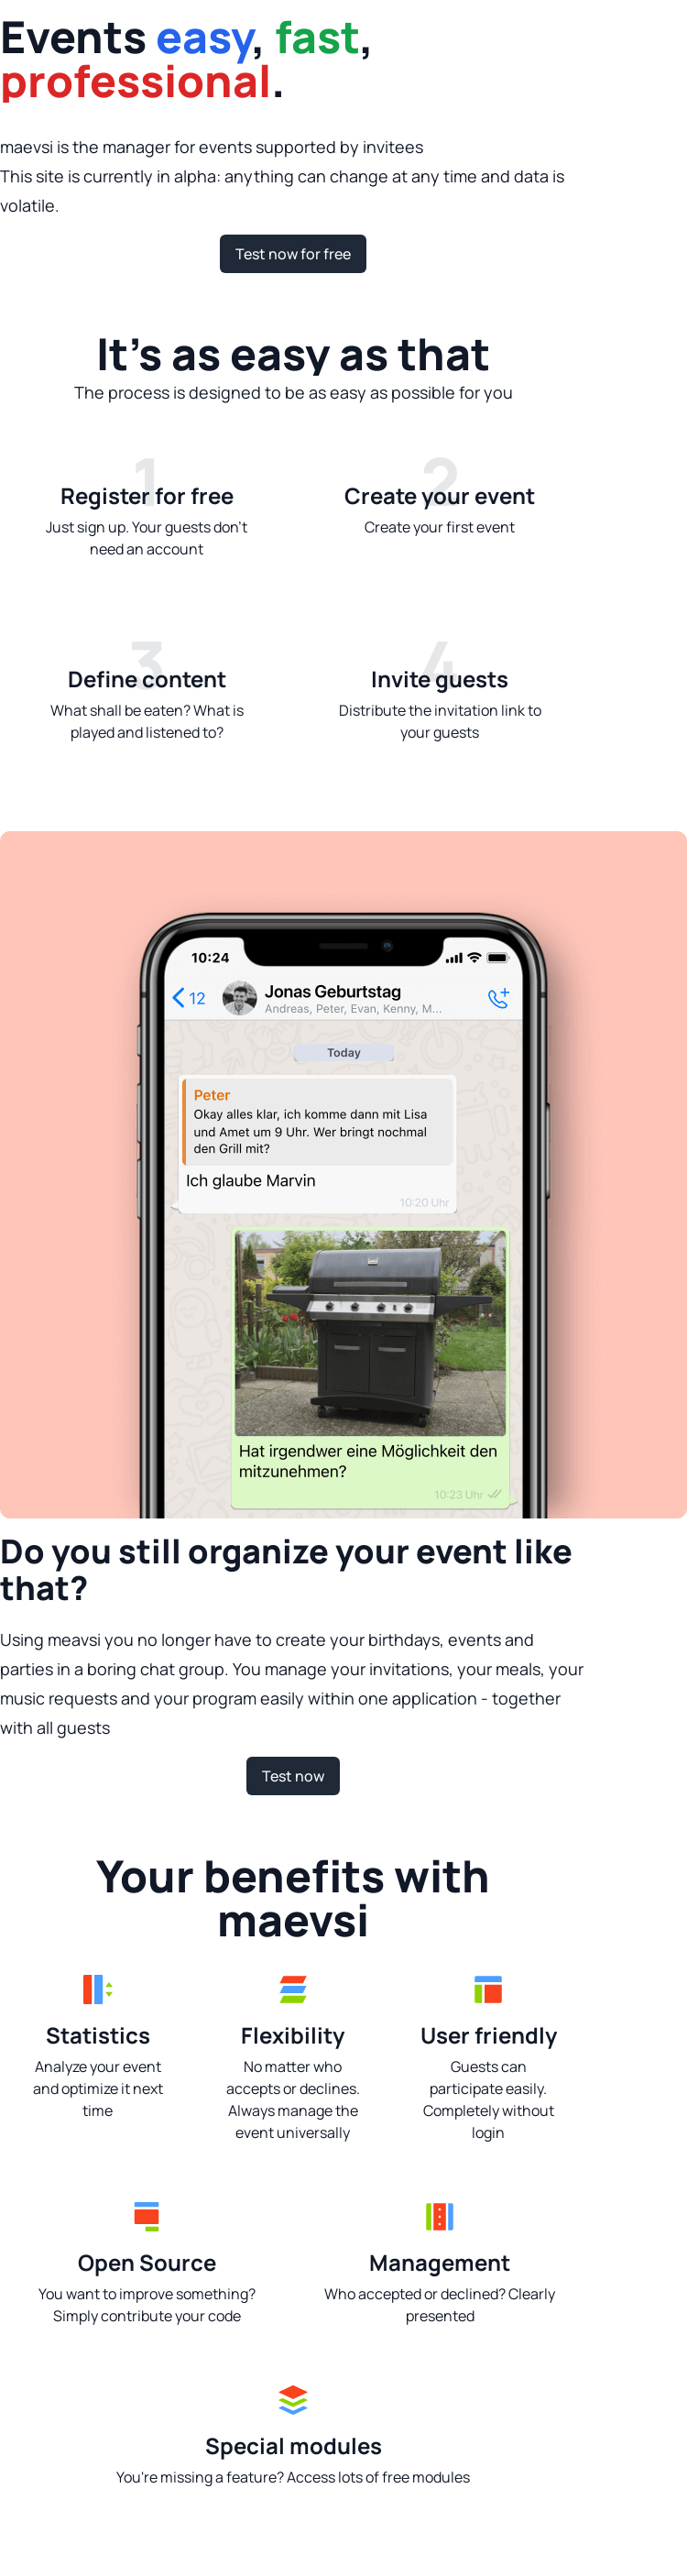 Events easy, fast,
professional.
maevsi is the manager for events supported by invitees
This site is currently in alpha: anything can change at any time and data is
volatile.
Test now for free
It's as easy as that
The process is designed to be as easy as possible for you
1
Register for free
Just sign up. Your guests don't
need an account
2
Create your event
Create your first event
3
Define content
What shall be eaten? What is
played and listened to?
4
Invite guests
Distribute the invitation link to
your guests
10:24
12
Jonas Geburtstag
Andreas, Peter, Evan, Kenny, M...
Today
Peter
Okay alles klar, ich komme dann mit Lisa
und Amet um 9 Uhr. Wer bringt nochmal
den Grill mit?
Ich glaube Marvin
10:20 Uhr
Hat irgendwer eine Möglichkeit den
mitzunehmen?
10:23 Uhr
Do you still organize your event like
that?
Using meavsi you no longer have to create your birthdays, events and
parties in a boring chat group. You manage your invitations, your meals, your
music requests and your program easily within one application - together
with all guests
Test now
Your benefits with
maevsi
Statistics
Analyze your event
and optimize it next
time
Flexibility
No matter who
accepts or declines.
Always manage the
event universally
User friendly
Guests can
participate easily.
Completely without
login
Open Source
You want to improve something?
Simply contribute your code
Management
Who accepted or declined? Clearly
presented
Special modules
You're missing a feature? Access lots of free modules